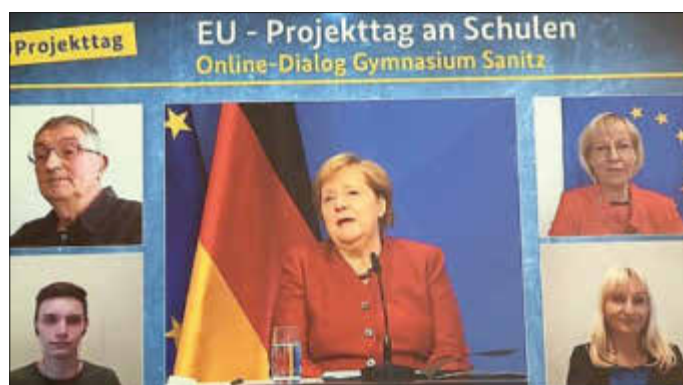 Projekttag
EU - Projekttag an Schulen
Online-Dialog Gymnasium Sanitz